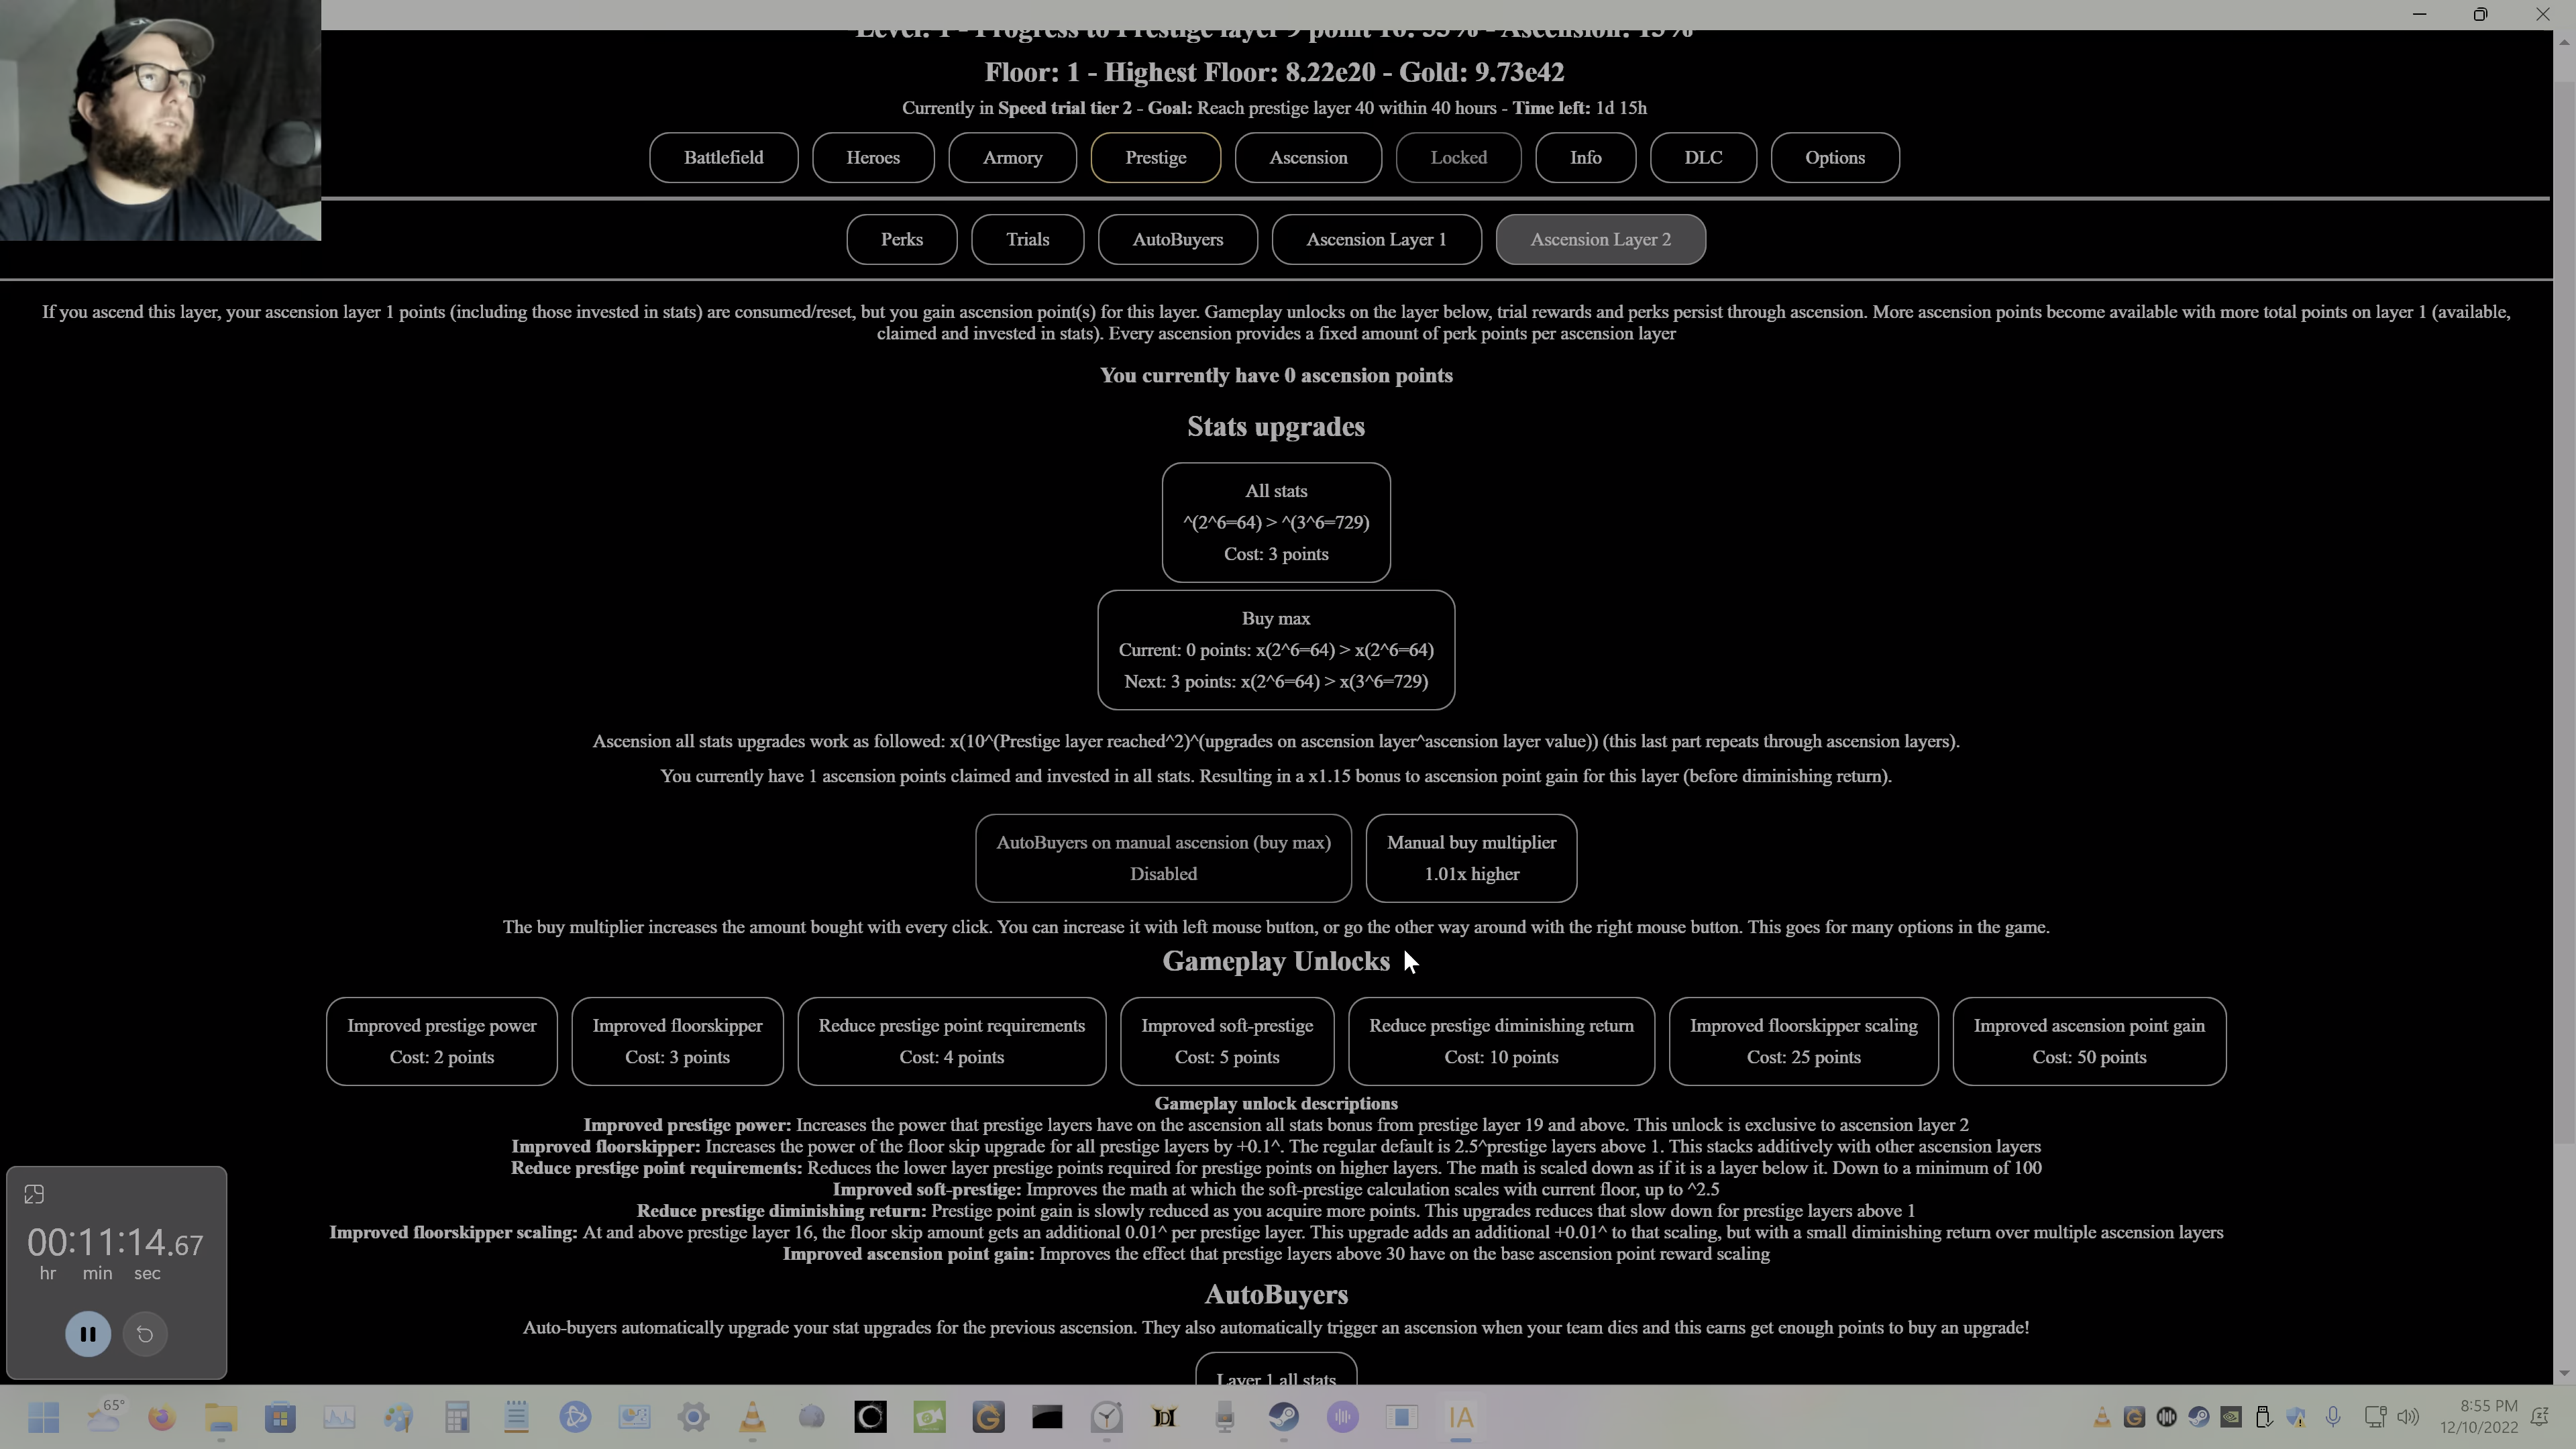 Level: 1 - Progress to Prestige layer 9 point 10: 53% - Ascension: 15%
Floor: 1 - Highest Floor: 8.22e20 - Gold: 9.73e42
Currently in Speed trial tier 2 - Goal: Reach prestige layer 40 within 40 hours - Time left: 1d 15h
Battlefield
Heroes
Armory
Prestige
Ascension
Locked
Info
DLC
Options
Perks
Trials
AutoBuyers
Ascension Layer 1
Ascension Layer 2
If you ascend this layer, your ascension layer 1 points (including those invested in stats) are consumed/reset, but you gain ascension point(s) for this layer. Gameplay unlocks on the layer below, trial rewards and perks persist through ascension. More ascension points become available with more total points on layer 1 (available,
claimed and invested in stats). Every ascension provides a fixed amount of perk points per ascension layer
You currently have 0 ascension points
Stats upgrades
All stats
^(2^6=64) > ^(3^6=729)
Cost: 3 points
Buy max
Current: 0 points: x(2^6=64) > x(2^6=64)
Next: 3 points: x(2^6=64) > x(3^6=729)
Ascension all stats upgrades work as followed: x(10^(Prestige layer reached^2)^(upgrades on ascension layer^ascension layer value)) (this last part repeats through ascension layers).
You currently have 1 ascension points claimed and invested in all stats. Resulting in a x1.15 bonus to ascension point gain for this layer (before diminishing return).
AutoBuyers on manual ascension (buy max)
Disabled
Manual buy multiplier
1.01x higher
The buy multiplier increases the amount bought with every click. You can increase it with left mouse button, or go the other way around with the right mouse button. This goes for many options in the game.
Gameplay Unlocks
Improved prestige power
Cost: 2 points
Improved floorskipper
Cost: 3 points
Reduce prestige point requirements
Cost: 4 points
Improved soft-prestige
Cost: 5 points
Reduce prestige diminishing return
Cost: 10 points
Improved floorskipper scaling
Cost: 25 points
Improved ascension point gain
Cost: 50 points
Gameplay unlock descriptions
Improved prestige power: Increases the power that prestige layers have on the ascension all stats bonus from prestige layer 19 and above. This unlock is exclusive to ascension layer 2
Improved floorskipper: Increases the power of the floor skip upgrade for all prestige layers by +0.1^. The regular default is 2.5^prestige layers above 1. This stacks additively with other ascension layers
Reduce prestige point requirements: Reduces the lower layer prestige points required for prestige points on higher layers. The math is scaled down as if it is a layer below it. Down to a minimum of 100
Improved soft-prestige: Improves the math at which the soft-prestige calculation scales with current floor, up to ^2.5
Reduce prestige diminishing return: Prestige point gain is slowly reduced as you acquire more points. This upgrades reduces that slow down for prestige layers above 1
Improved floorskipper scaling: At and above prestige layer 16, the floor skip amount gets an additional 0.01^ per prestige layer. This upgrade adds an additional +0.01^ to that scaling, but with a small diminishing return over multiple ascension layers
Improved ascension point gain: Improves the effect that prestige layers above 30 have on the base ascension point reward scaling
AutoBuyers
Auto-buyers automatically upgrade your stat upgrades for the previous ascension. They also automatically trigger an ascension when your team dies and this earns get enough points to buy an upgrade!
Layer 1 all stats
00:11:14.67
hr min sec
65°
IA
8:55 PM
12/10/2022